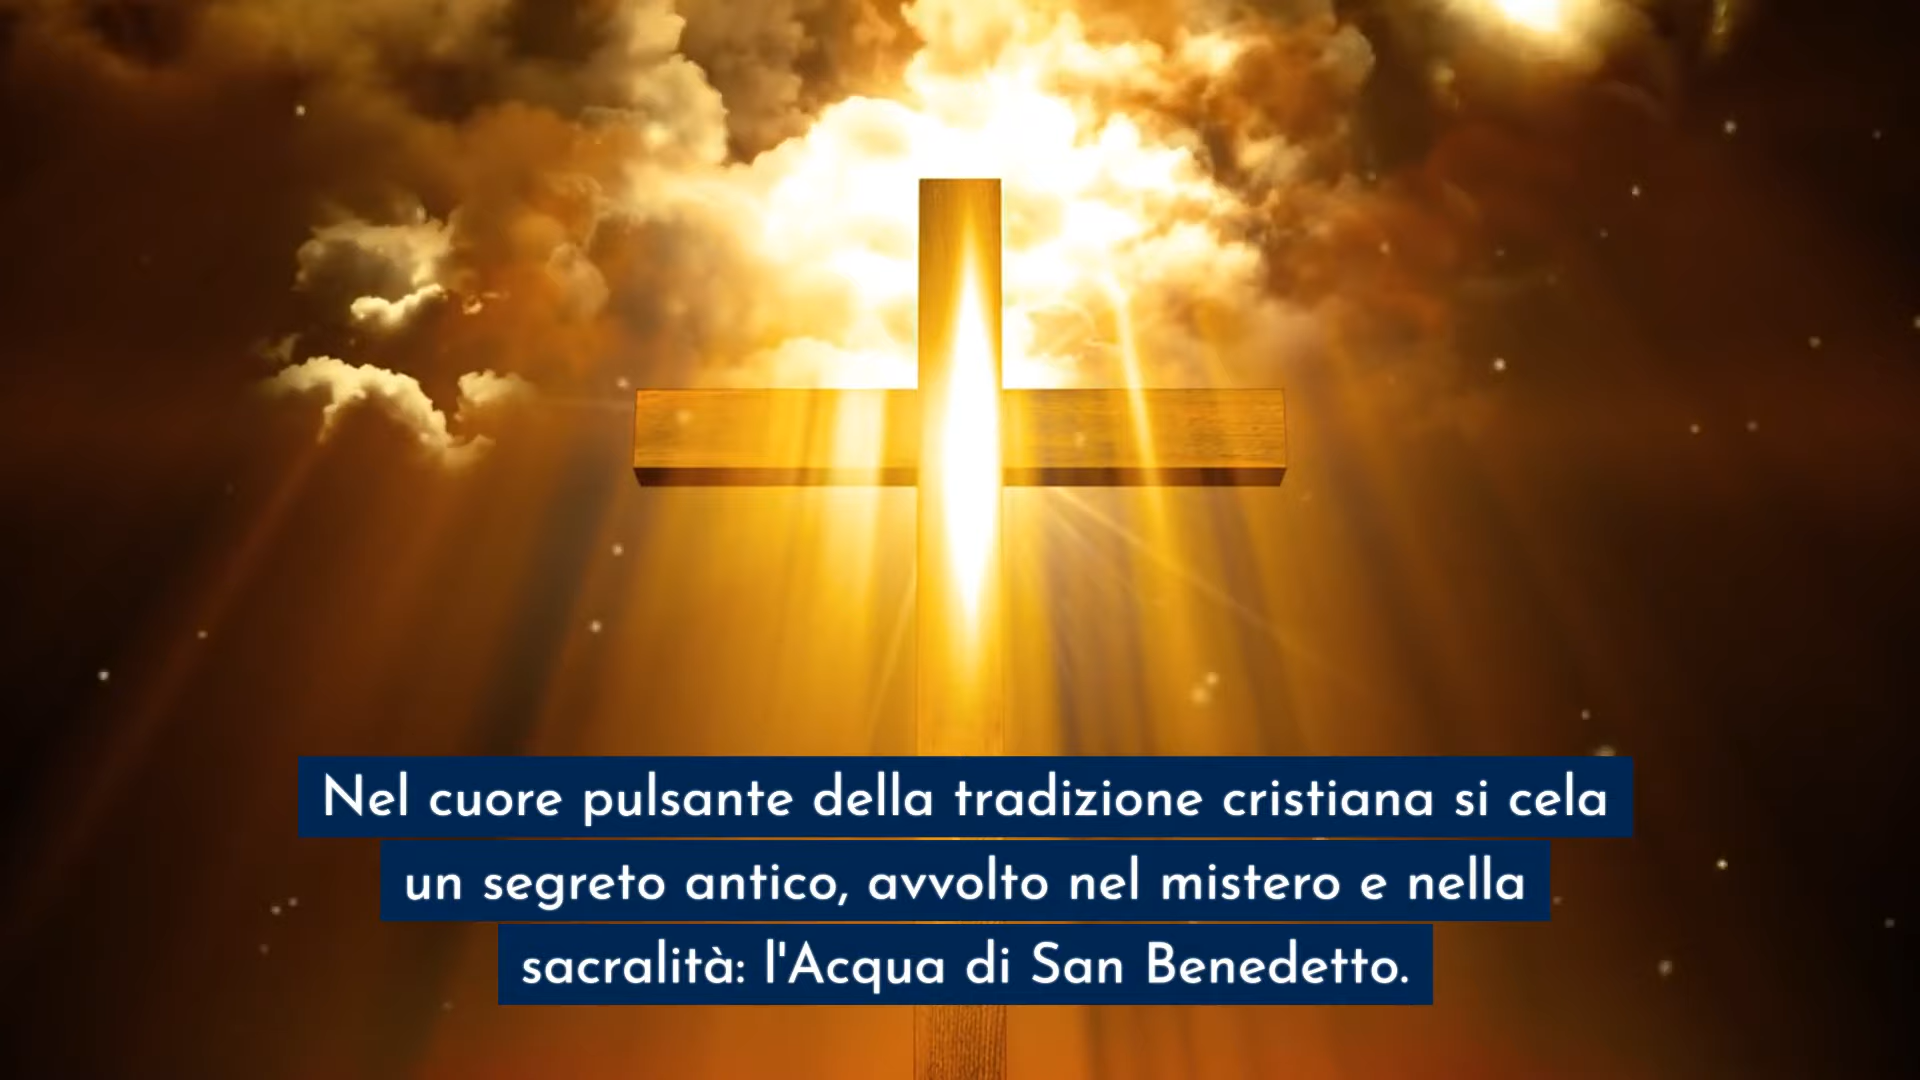 Nel cuore pulsante della tradizione cristiana si cela
un segreto antico, avvolto nel mistero e nella
sacralità: l'Acqua di San Benedetto.